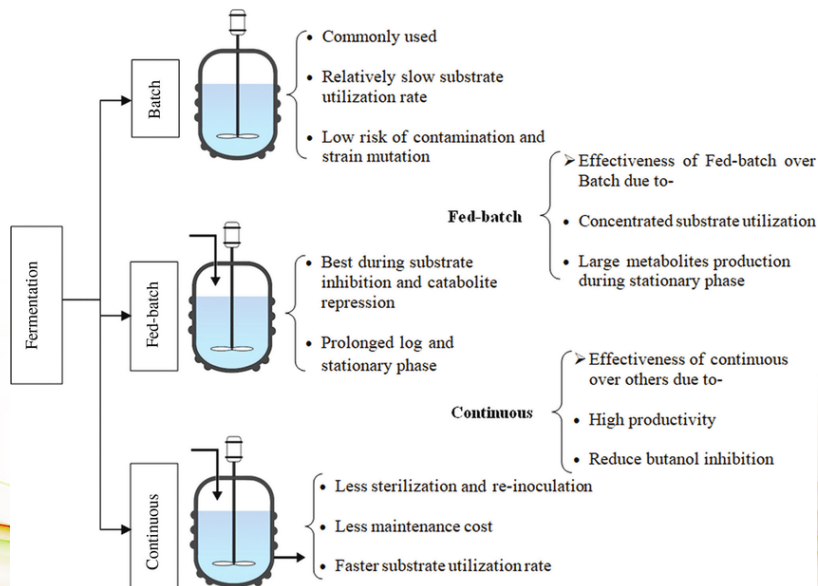 Fermentation
Batch
• Commonly used
• Relatively slow substrate
utilization rate
• Low risk of contamination and
strain mutation
Fed-batch
➢ Effectiveness of Fed-batch over
Batch due to-
• Concentrated substrate utilization
• Large metabolites production
during stationary phase
Fed-batch
• Best during substrate
inhibition and catabolite
repression
• Prolonged log and
stationary phase
Continuous
➢ Effectiveness of continuous
over others due to-
• High productivity
• Reduce butanol inhibition
Continuous
• Less sterilization and re-inoculation
• Less maintenance cost
• Faster substrate utilization rate